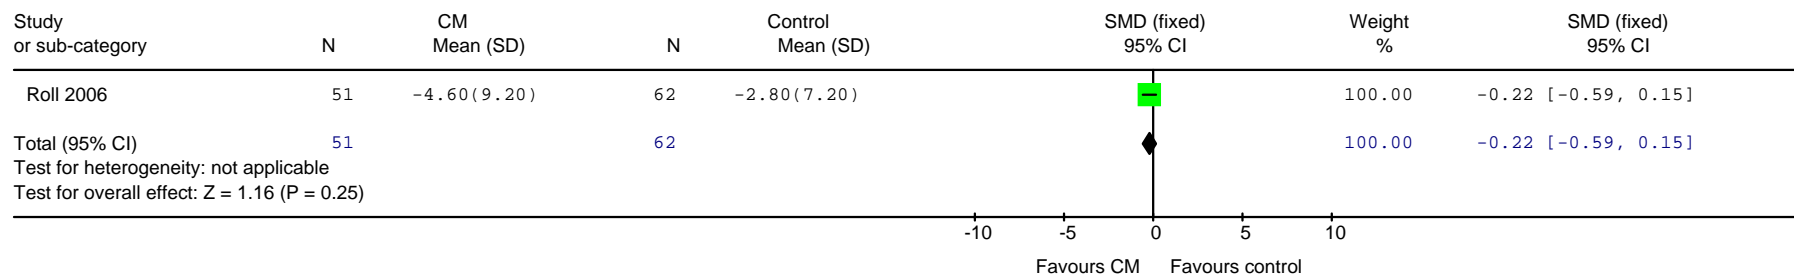 Study CM Control SMD (fixed) Weight SMD (fixed)
or sub-category N Mean (SD) N Mean (SD) 95% CI % 95% CI
Roll 2006 51 -4.60(9.20) 62 -2.80(7.20) 100.00 -0.22 [-0.59, 0.15]
Total (95% CI) 51 62 100.00 -0.22 [-0.59, 0.15]
Test for heterogeneity: not applicable
Test for overall effect: Z = 1.16 (P = 0.25)
-10 -5 0 5 10
Favours CM Favours control